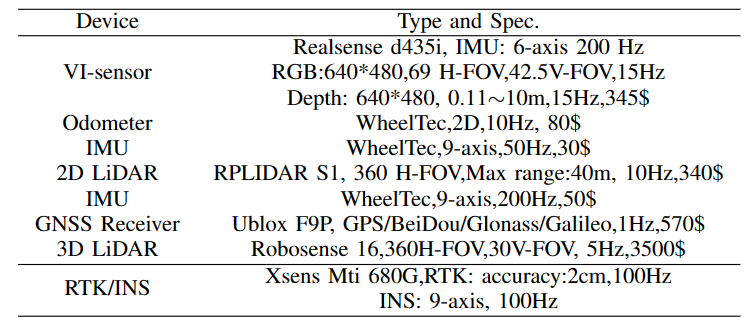 Device Type and Spec.
Realsense d435i, IMU: 6-axis 200 Hz
VI-sensor RGB:640*480,69 H-FOV,42.5V-FOV,15Hz
Depth: 640*480, 0.11∼10m,15Hz,345$
Odometer WheelTec,2D,10Hz, 80$
IMU WheelTec,9-axis,50Hz,30$
2D LiDAR RPLIDAR S1, 360 H-FOV,Max range:40m, 10Hz,340$
IMU WheelTec,9-axis,200Hz,50$
GNSS Receiver Ublox F9P, GPS/BeiDou/Glonass/Galileo,1Hz,570$
3D LiDAR Robosense 16,360H-FOV,30V-FOV, 5Hz,3500$
RTK/INS Xsens Mti 680G,RTK: accuracy:2cm,100Hz
INS: 9-axis, 100Hz